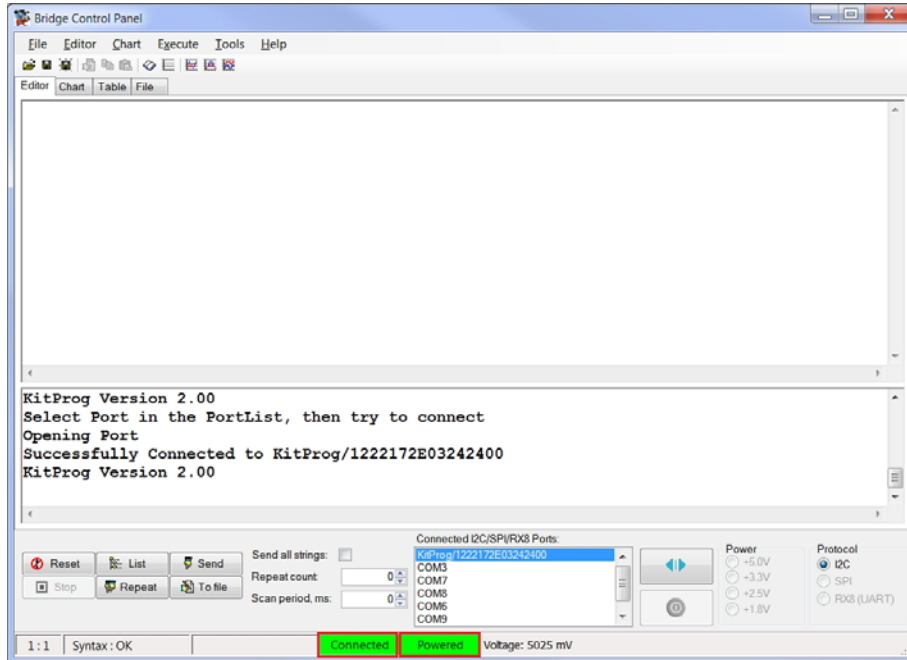 Bridge Control Panel
File Editor Chart Execute Tools Help
Editor Chart Table File
KitProg Version 2.00
Select Port in the PortList, then try to connect
Opening Port
Successfully Connected to KitProg/1222172E03242400
KitProg Version 2.00
Connected I2C/SPI/RX8 Ports:
Reset List Send
Stop Repeat To file
Send all strings:
Repeat count: 0
Scan period, ms: 0
KitProg/1222172E03242400
COM3
COM7
COM8
COM6
COM9
Power
+5.0V
+3.3V
+2.5V
+1.8V
Protocol
I2C
SPI
RX8 (UART)
1:1 Syntax : OK Connected Powered Voltage: 5025 mV